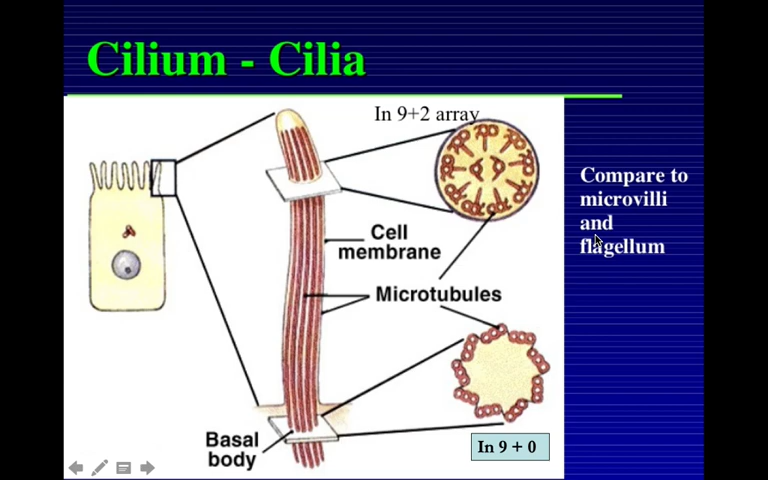 Cilium - Cilia
In 9+2 array
Compare to
microvilli
and
flagellum
Cell
membrane
Microtubules
Basal
body
In 9 + 0